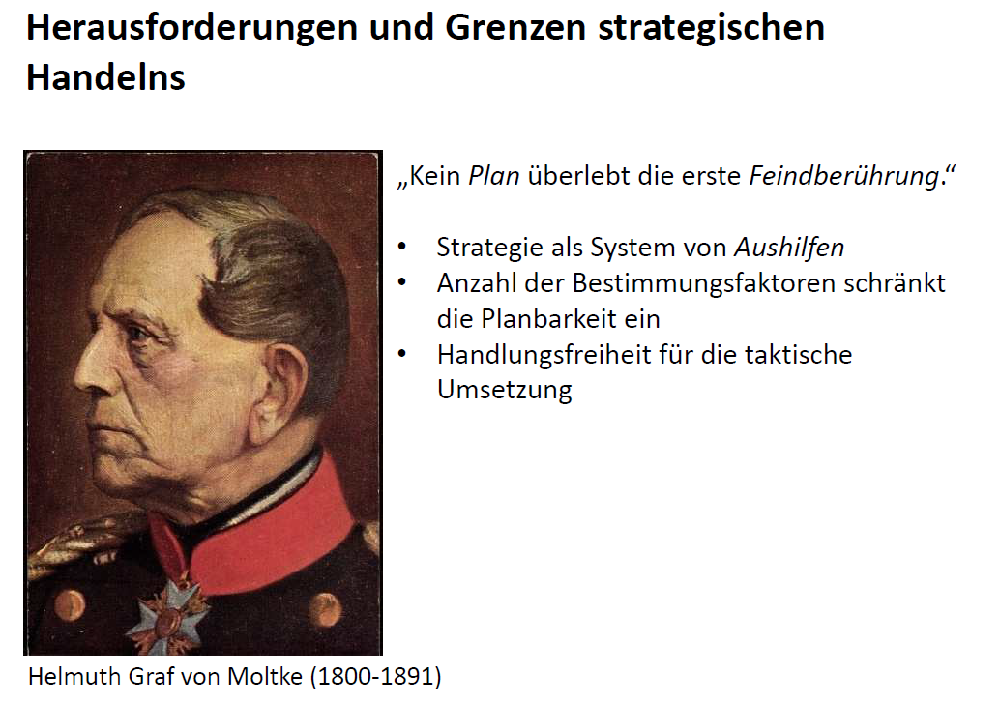 Herausforderungen und Grenzen strategischen
Handelns
„Kein Plan überlebt die erste Feindberührung.“
• Strategie als System von Aushilfen
• Anzahl der Bestimmungsfaktoren schränkt
die Planbarkeit ein
• Handlungsfreiheit für die taktische
Umsetzung
Helmuth Graf von Moltke (1800-1891)